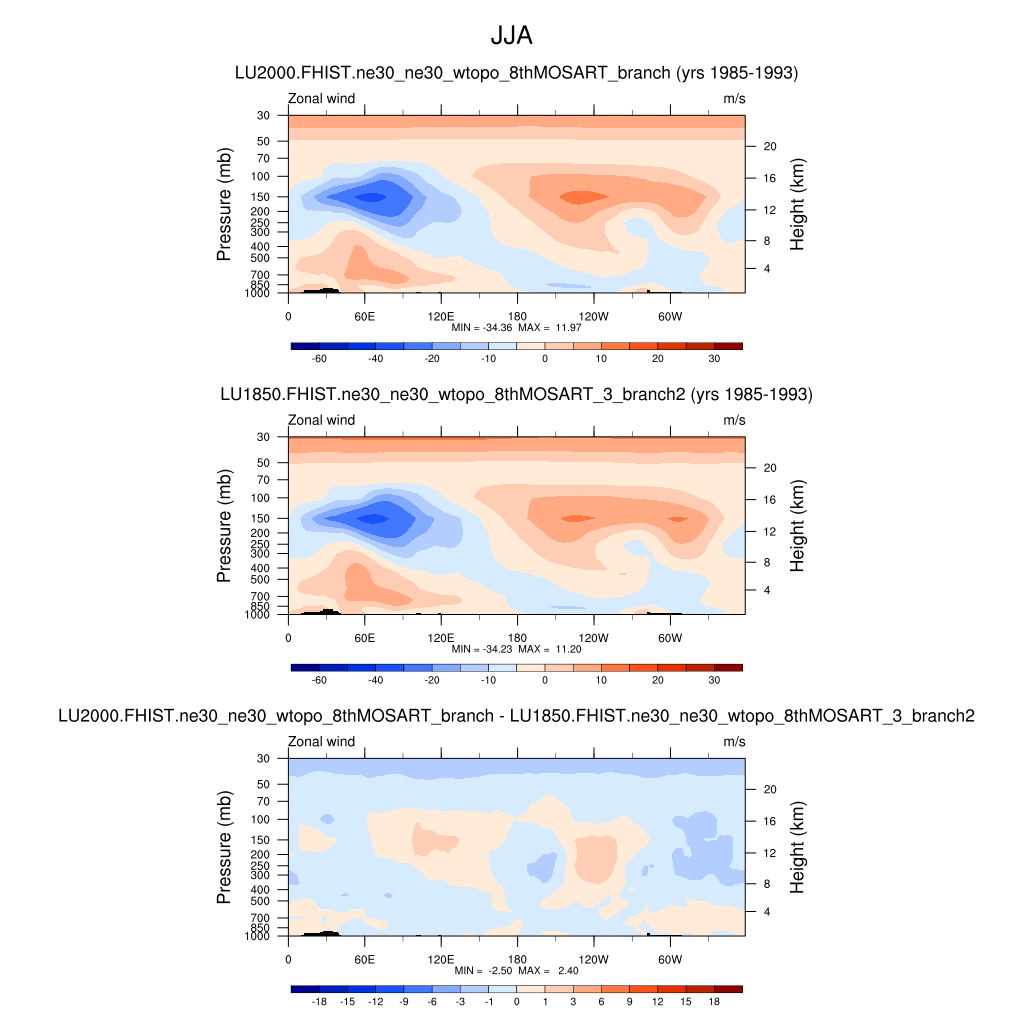 JJA
LU2000.FHIST.ne30_ne30_wtopo_8thMOSART_branch (yrs 1985-1993)
Zonal wind m/s
Pressure (mb)
30
50
70
100
150
200
250
300
400
500
700
850
1000
20
16
12
8
4
Height (km)
0 60E 120E 180 120W 60W
MIN = -34.36 MAX = 11.97
-60 -40 -20 -10 0 10 20 30
LU1850.FHIST.ne30_ne30_wtopo_8thMOSART_3_branch2 (yrs 1985-1993)
Zonal wind m/s
Pressure (mb)
30
50
70
100
150
200
250
300
400
500
700
850
1000
20
16
12
8
4
Height (km)
0 60E 120E 180 120W 60W
MIN = -34.23 MAX = 11.20
-60 -40 -20 -10 0 10 20 30
LU2000.FHIST.ne30_ne30_wtopo_8thMOSART_branch - LU1850.FHIST.ne30_ne30_wtopo_8thMOSART_3_branch2
Zonal wind m/s
Pressure (mb)
30
50
70
100
150
200
250
300
400
500
700
850
1000
20
16
12
8
4
Height (km)
0 60E 120E 180 120W 60W
MIN = -2.50 MAX = 2.40
-18 -15 -12 -9 -6 -3 -1 0 1 3 6 9 12 15 18